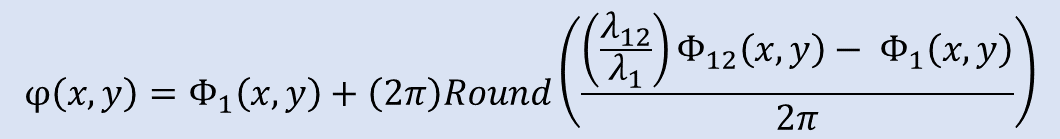 φ(x, y) = Φ₁(x, y) + (2π)Round(((λ₁₂/λ₁)Φ₁₂(x, y) − Φ₁(x, y))/2π)